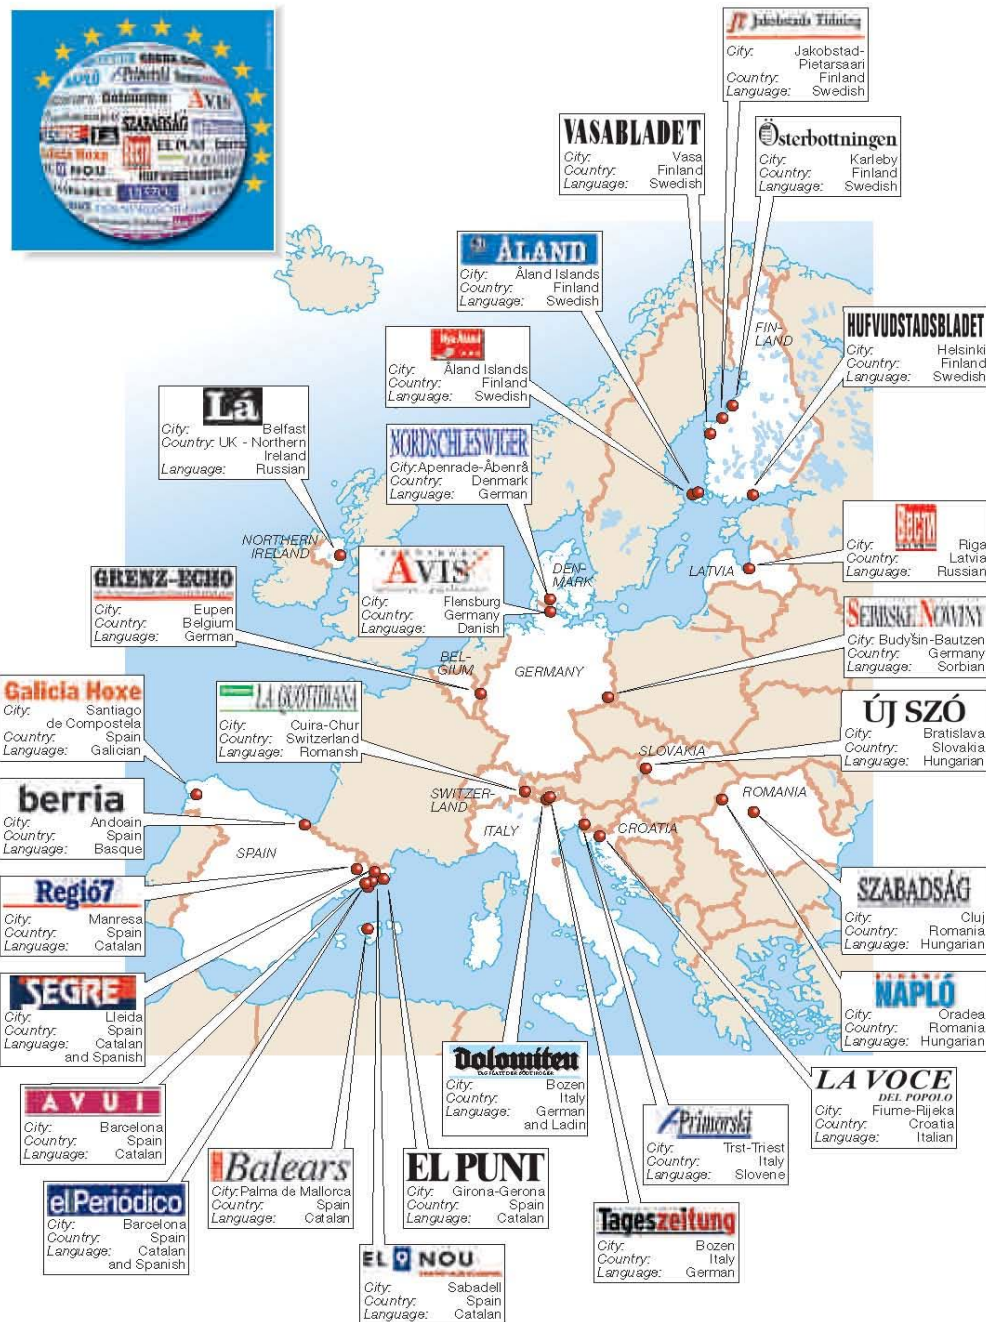 Jakobstads Tidning
City: Jakobstad-
Pietarsaari
Country: Finland
Language: Swedish
VASABLADET
City: Vasa
Country: Finland
Language: Swedish
Österbottningen
City: Karleby
Country: Finland
Language: Swedish
ÅLAND
City: Åland Islands
Country: Finland
Language: Swedish
HUFVUDSTADSBLADET
City: Helsinki
Country: Finland
Language: Swedish
Nya Åland
City: Åland Islands
Country: Finland
Language: Swedish
Lá
City: Belfast
Country: UK - Northern
Ireland
Language: Russian
NORDSCHLESWIGER
City: Apenrade-Åbenrå
Country: Denmark
Language: German
Вести
City: Riga
Country: Latvia
Language: Russian
AVIS
City: Flensburg
Country: Germany
Language: Danish
GRENZ-ECHO
City: Eupen
Country: Belgium
Language: German
SERBSKE NOWINY
City: Budyšin-Bautzen
Country: Germany
Language: Sorbian
Galicia Hoxe
City: Santiago
de Compostela
Country: Spain
Language: Galician
LA QUOTIDIANA
City: Cuira-Chur
Country: Switzerland
Language: Romansh
ÚJ SZÓ
City: Bratislava
Country: Slovakia
Language: Hungarian
berria
City: Andoain
Country: Spain
Language: Basque
Regió7
City: Manresa
Country: Spain
Language: Catalan
SZABADSÁG
City: Cluj
Country: Romania
Language: Hungarian
SEGRE
City: Lleida
Country: Spain
Language: Catalan
and Spanish
NAPLÓ
City: Oradea
Country: Romania
Language: Hungarian
Dolomiten
City: Bozen
Country: Italy
Language: German
and Ladin
LA VOCE
DEL POPOLO
City: Fiume-Rijeka
Country: Croatia
Language: Italian
AVUI
City: Barcelona
Country: Spain
Language: Catalan
Primorski
City: Trst-Triest
Country: Italy
Language: Slovene
Balears
City: Palma de Mallorca
Country: Spain
Language: Catalan
EL PUNT
City: Girona-Gerona
Country: Spain
Language: Catalan
el Periódico
City: Barcelona
Country: Spain
Language: Catalan
and Spanish
Tageszeitung
City: Bozen
Country: Italy
Language: German
EL 9 NOU
City: Sabadell
Country: Spain
Language: Catalan
FIN-
LAND
NORTHERN
IRELAND
DEN-
MARK
LATVIA
BEL-
GIUM
GERMANY
SLOVAKIA
SWITZER-
LAND
ROMANIA
ITALY
CROATIA
SPAIN
AVIS
SZABADSÁG
EL PUNT
Galicia Hoxe
NOU